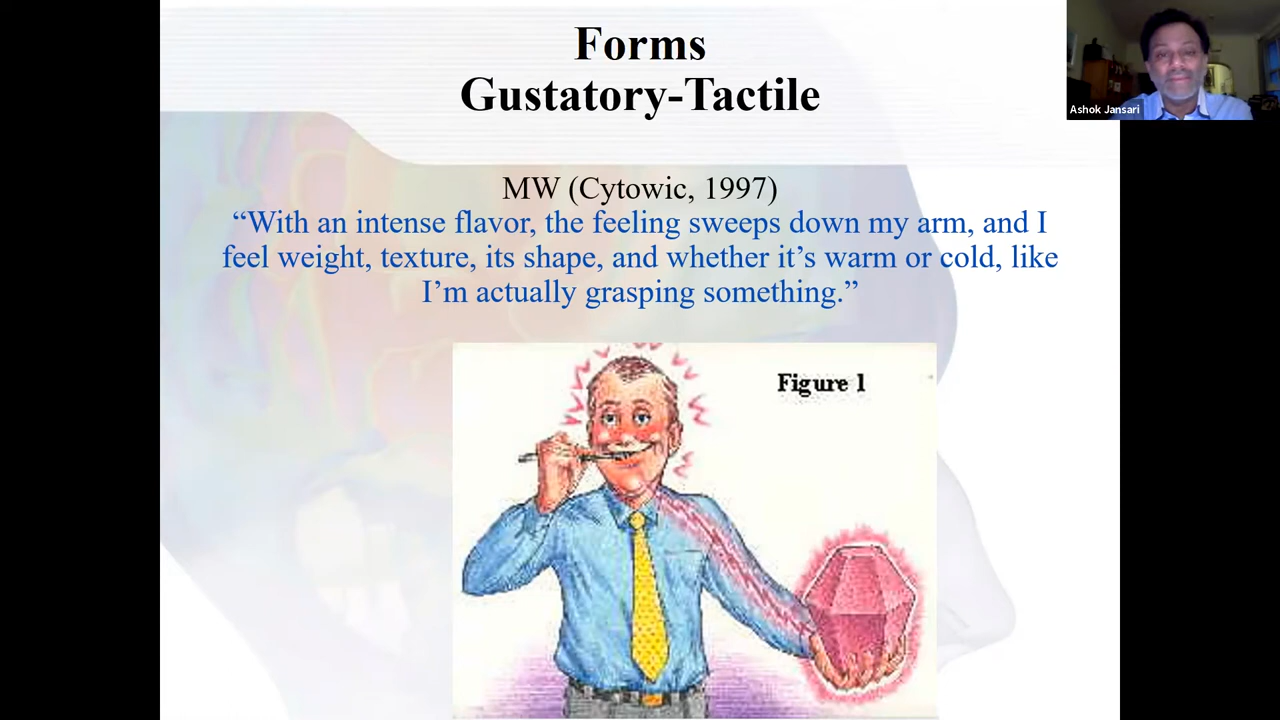 Forms
Gustatory-Tactile
Ashok Jansari
MW (Cytowic, 1997)
“With an intense flavor, the feeling sweeps down my arm, and I
feel weight, texture, its shape, and whether it’s warm or cold, like
I’m actually grasping something.”
Figure 1